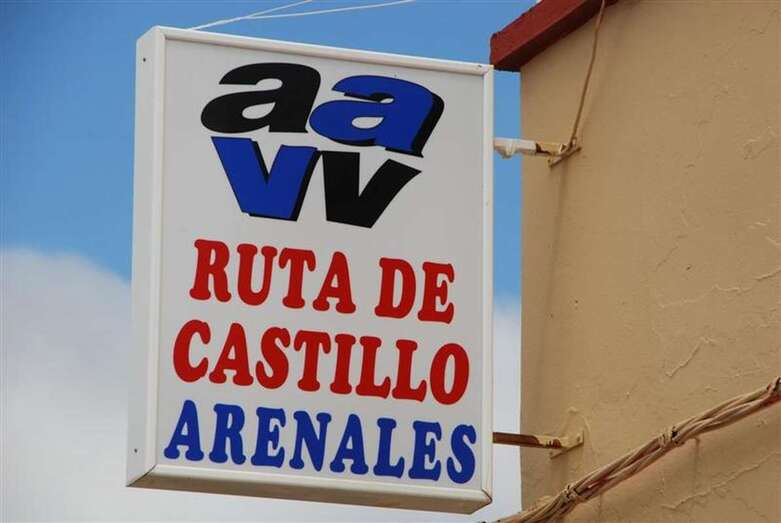 aa
vv
RUTA DE
CASTILLO
ARENALES